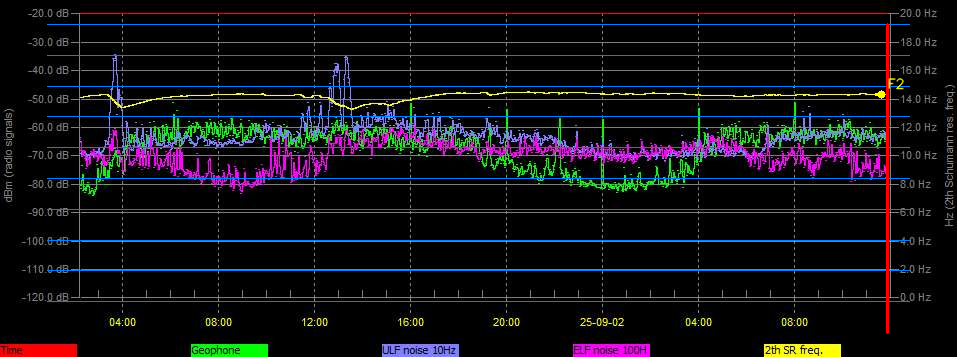 -20.0 dB 20.0 Hz
-30.0 dB 18.0 Hz
-40.0 dB 16.0 Hz
F2
-50.0 dB 14.0 Hz
-60.0 dB 12.0 Hz
-70.0 dB 10.0 Hz
-80.0 dB 8.0 Hz
-90.0 dB 6.0 Hz
-100.0 dB 4.0 Hz
-110.0 dB 2.0 Hz
-120.0 dB 0.0 Hz
dBm (radio signals)
Hz (2th Schumann res. freq.)
04:00 08:00 12:00 16:00 20:00 25-09-02 04:00 08:00
Time Geophone ULF noise 10Hz ELF noise 100H 2th SR freq.